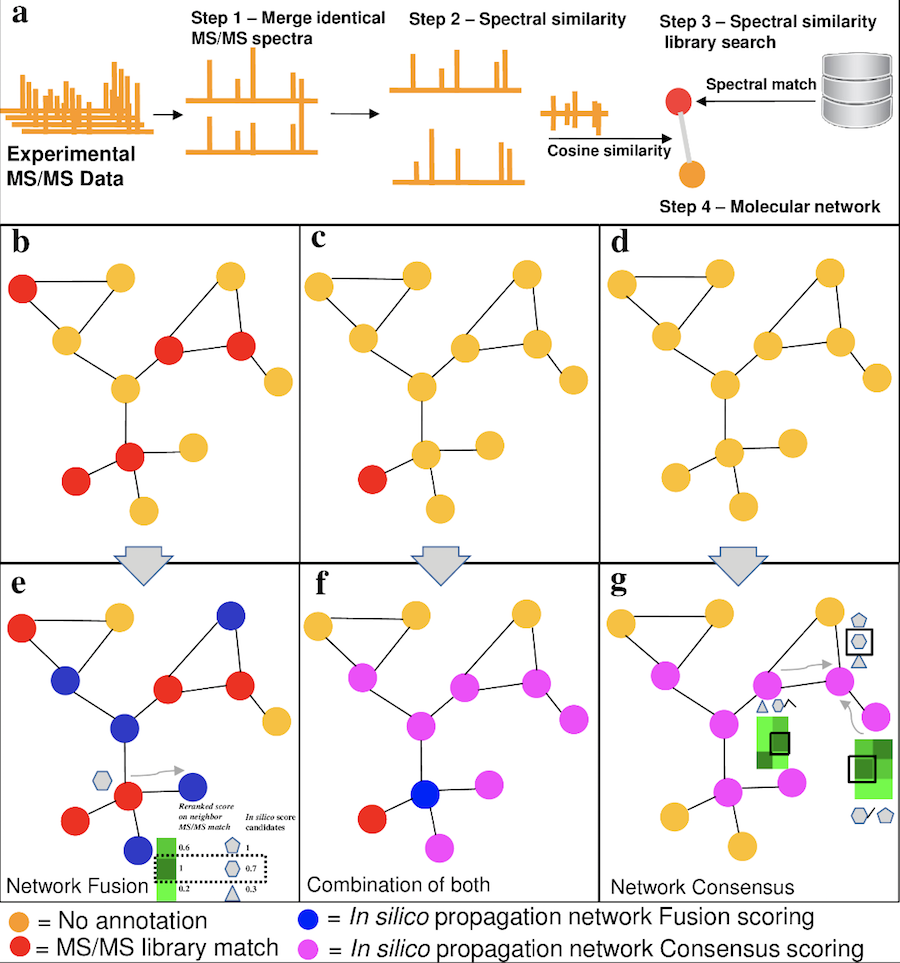 a
Step 1 – Merge identical
MS/MS spectra
Step 2 – Spectral similarity
Step 3 – Spectral similarity
library search
Spectral match
Experimental
MS/MS Data
Cosine similarity
Step 4 – Molecular network
b
c
d
e
f
g
Reranked score
on neighbor
MS/MS match
In silico score
candidates
0.6
1
1
0.7
0.2
0.3
Network Fusion
Combination of both
Network Consensus
= No annotation
= In silico propagation network Fusion scoring
= MS/MS library match
= In silico propagation network Consensus scoring